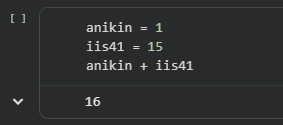 [ ]
anikin = 1
iis41 = 15
anikin + iis41
16